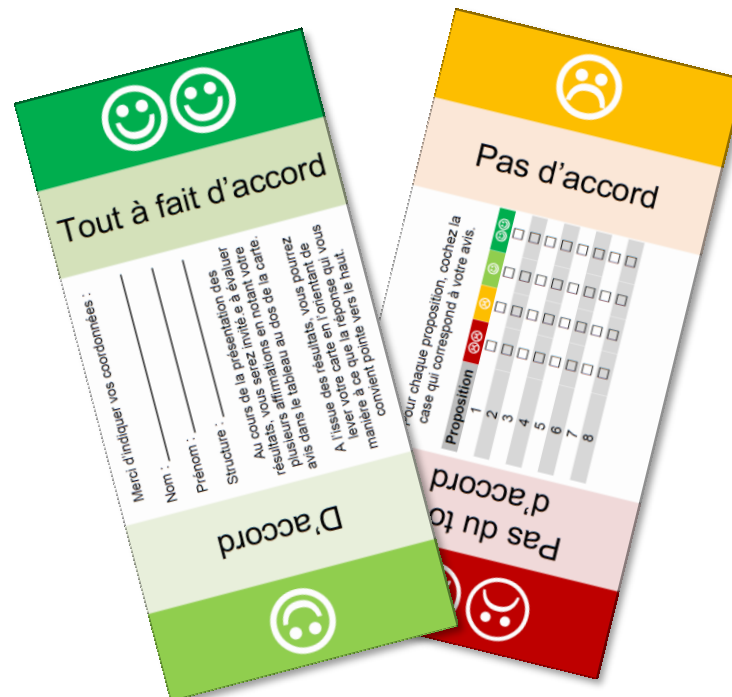 Tout à fait d’accord
Merci d’indiquer vos coordonnées :
Nom :
Prénom :
Structure :
Au cours de la présentation des
résultats, vous serez invité·e à évaluer
plusieurs affirmations en notant votre
avis dans le tableau au dos de la carte.
A l’issue des résultats, vous pourrez
lever votre carte en l’orientant de
manière à ce que la réponse qui vous
convient pointe vers le haut.
D’accord
Pas d’accord
Pour chaque proposition, cochez la
case qui correspond à votre avis.
Proposition
1
2
3
4
5
6
7
8
Pas du
d’accord